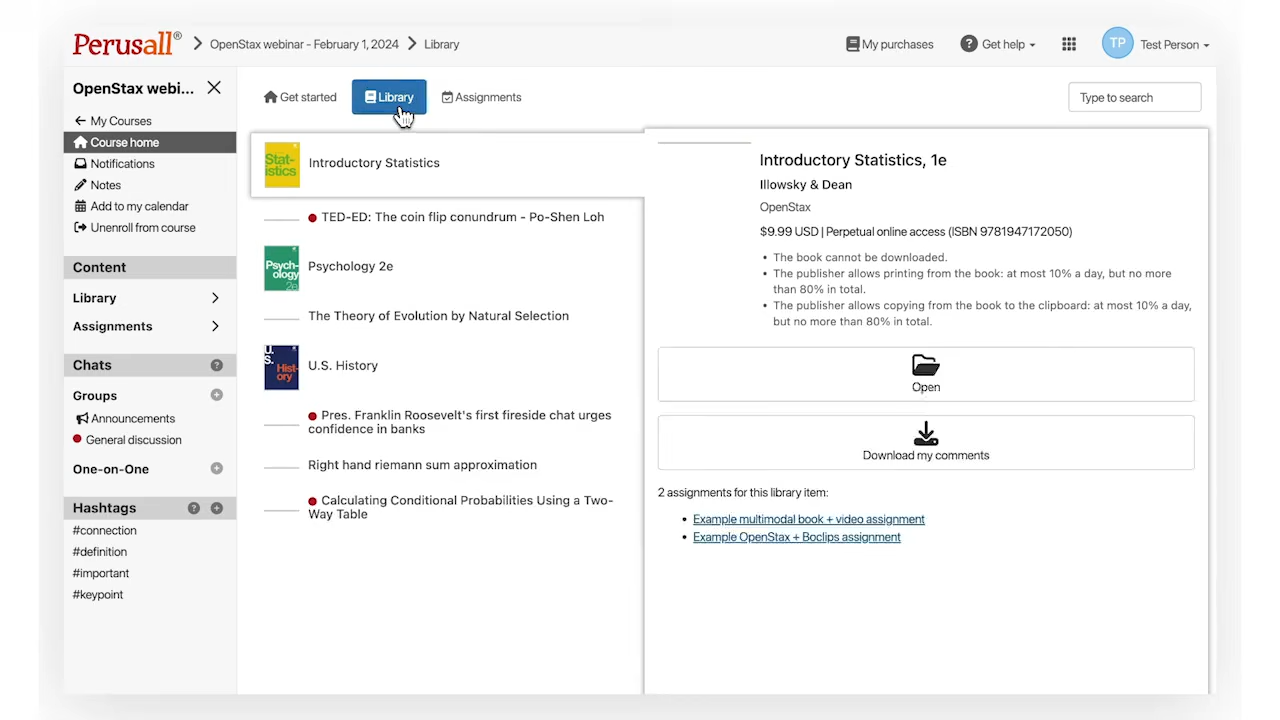 Perusall® OpenStax webinar - February 1, 2024 Library
My purchases Get help Test Person
TP
OpenStax webi...
My Courses
Course home
Notifications
Notes
Add to my calendar
Unenroll from course
Content
Library
Assignments
Chats
Groups
Announcements
General discussion
One-on-One
Hashtags
#connection
#definition
#important
#keypoint
Get started Library Assignments
Type to search
Stat-
istics
Introductory Statistics
TED-ED: The coin flip conundrum - Po-Shen Loh
Psych-
ology
2e
Psychology 2e
The Theory of Evolution by Natural Selection
U.S.
Hist-
ory
U.S. History
Pres. Franklin Roosevelt's first fireside chat urges
confidence in banks
Right hand riemann sum approximation
Calculating Conditional Probabilities Using a Two-
Way Table
Introductory Statistics, 1e
Illowsky & Dean
OpenStax
$9.99 USD | Perpetual online access (ISBN 9781947172050)
• The book cannot be downloaded.
• The publisher allows printing from the book: at most 10% a day, but no more
than 80% in total.
• The publisher allows copying from the book to the clipboard: at most 10% a day,
but no more than 80% in total.
Open
Download my comments
2 assignments for this library item:
• Example multimodal book + video assignment
• Example OpenStax + Boclips assignment